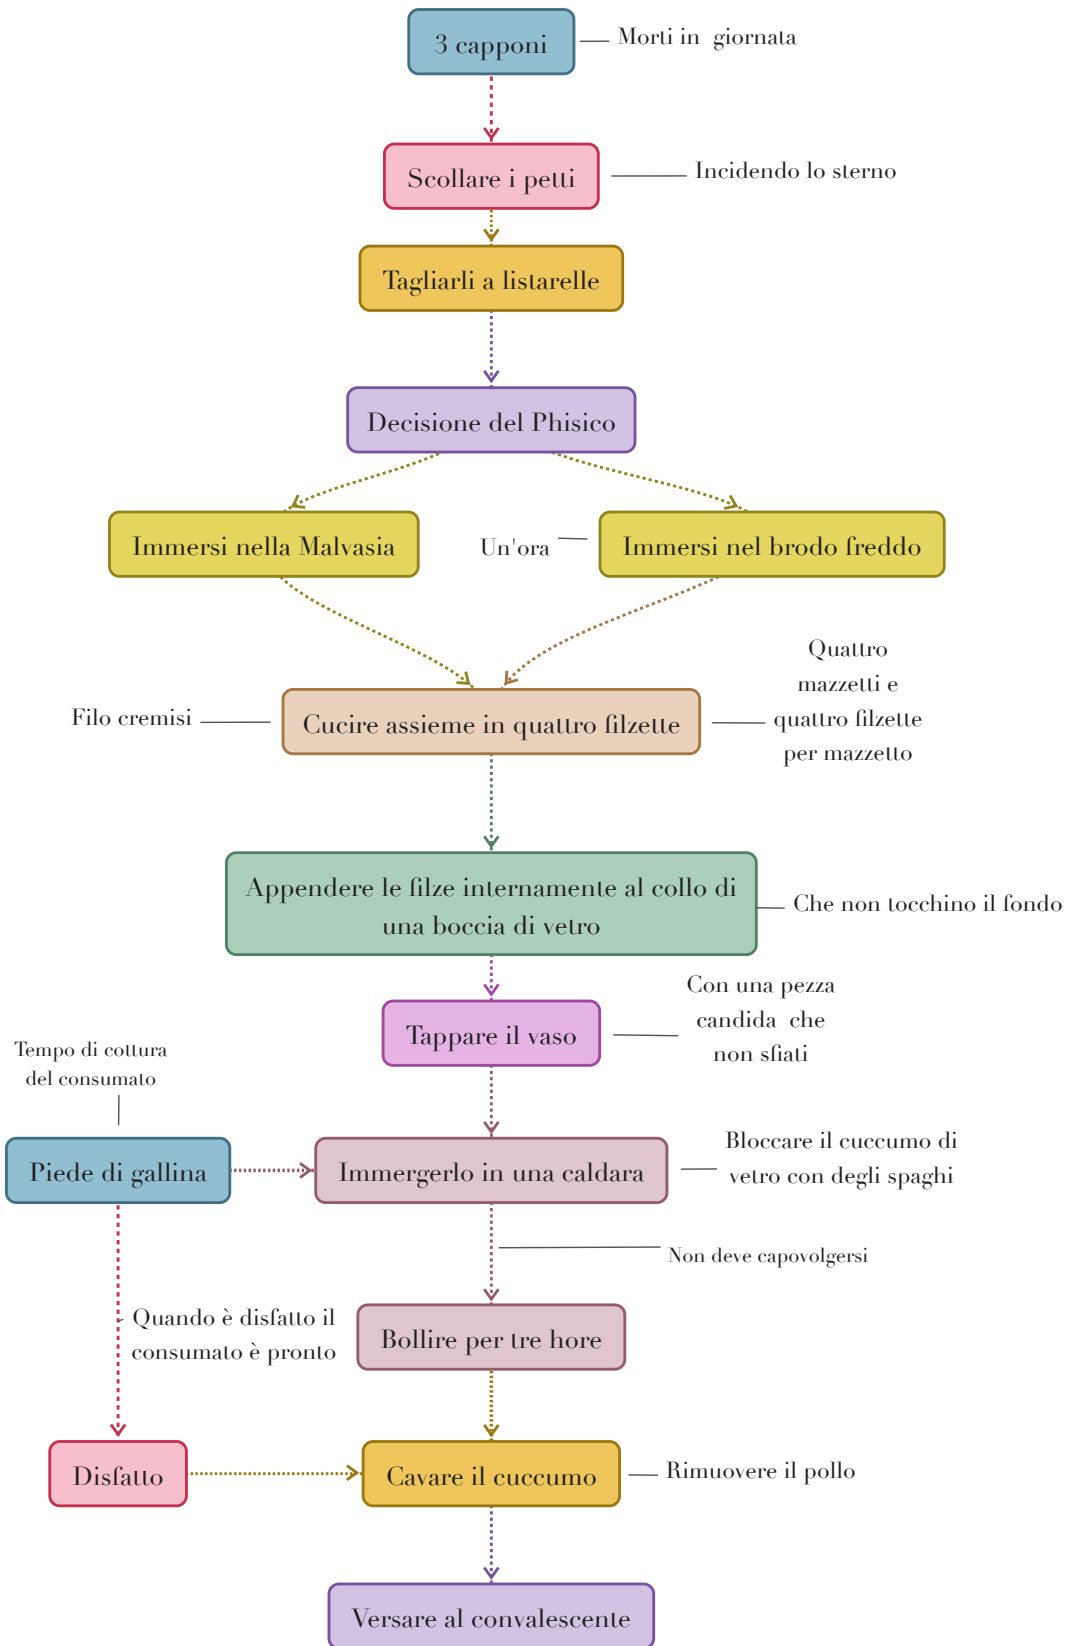 3 capponi
Morti in giornata
Scollare i petti
Incidendo lo sterno
Tagliarli a listarelle
Decisione del Phisico
Immersi nella Malvasia
Un'ora
Immersi nel brodo freddo
Filo cremisi
Cucire assieme in quattro filzette
Quattro
mazzetti e
quattro filzette
per mazzetto
Appendere le filze internamente al collo di
una boccia di vetro
Che non tocchino il fondo
Tappare il vaso
Con una pezza
candida che
non sfiati
Tempo di cottura
del consumato
Piede di gallina
Immergerlo in una caldara
Bloccare il cuccumo di
vetro con degli spaghi
Non deve capovolgersi
Quando è disfatto il
consumato è pronto
Bollire per tre hore
Disfatto
Cavare il cuccumo
Rimuovere il pollo
Versare al convalescente